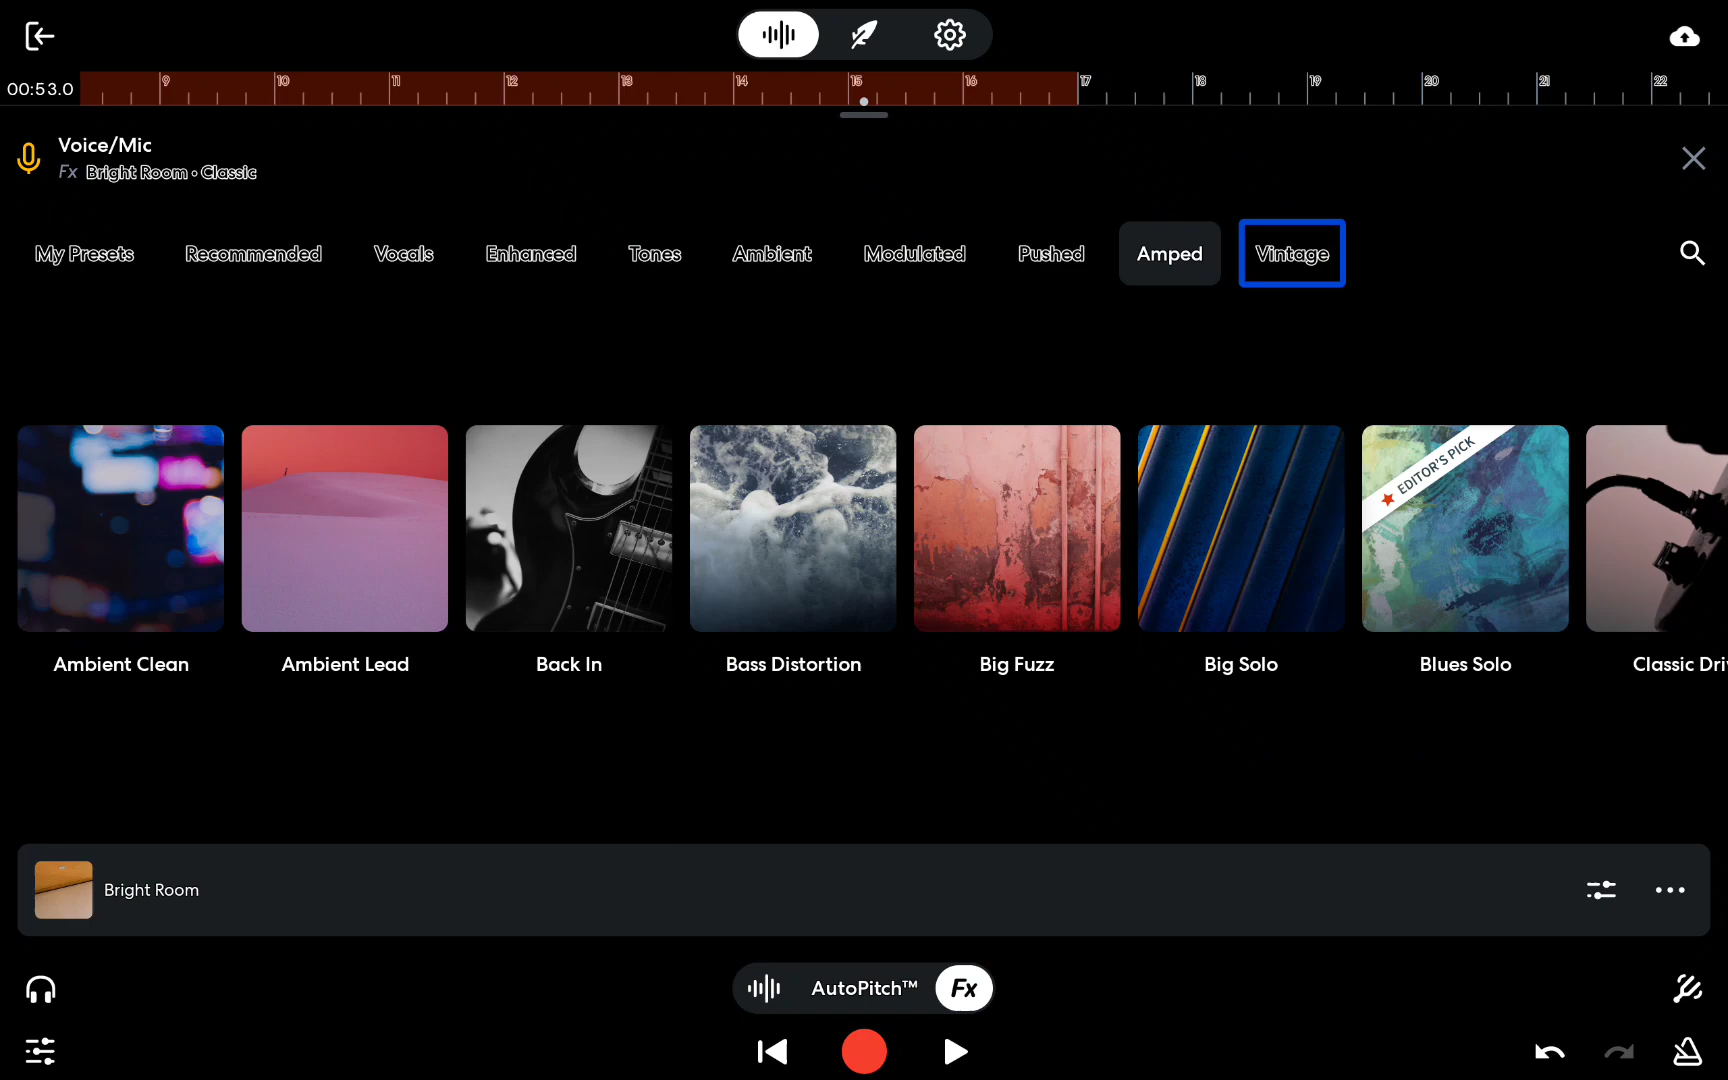 00:53.0
9 10 11 12 13 14 15 16 17 18 19 20 21 22
Voice/Mic
Fx Bright Room • Classic
My Presets Recommended Vocals Enhanced Tones Ambient Modulated Pushed Amped Vintage
EDITOR'S PICK
Ambient Clean Ambient Lead Back In Bass Distortion Big Fuzz Big Solo Blues Solo Classic Dri
Bright Room
AutoPitch™ Fx